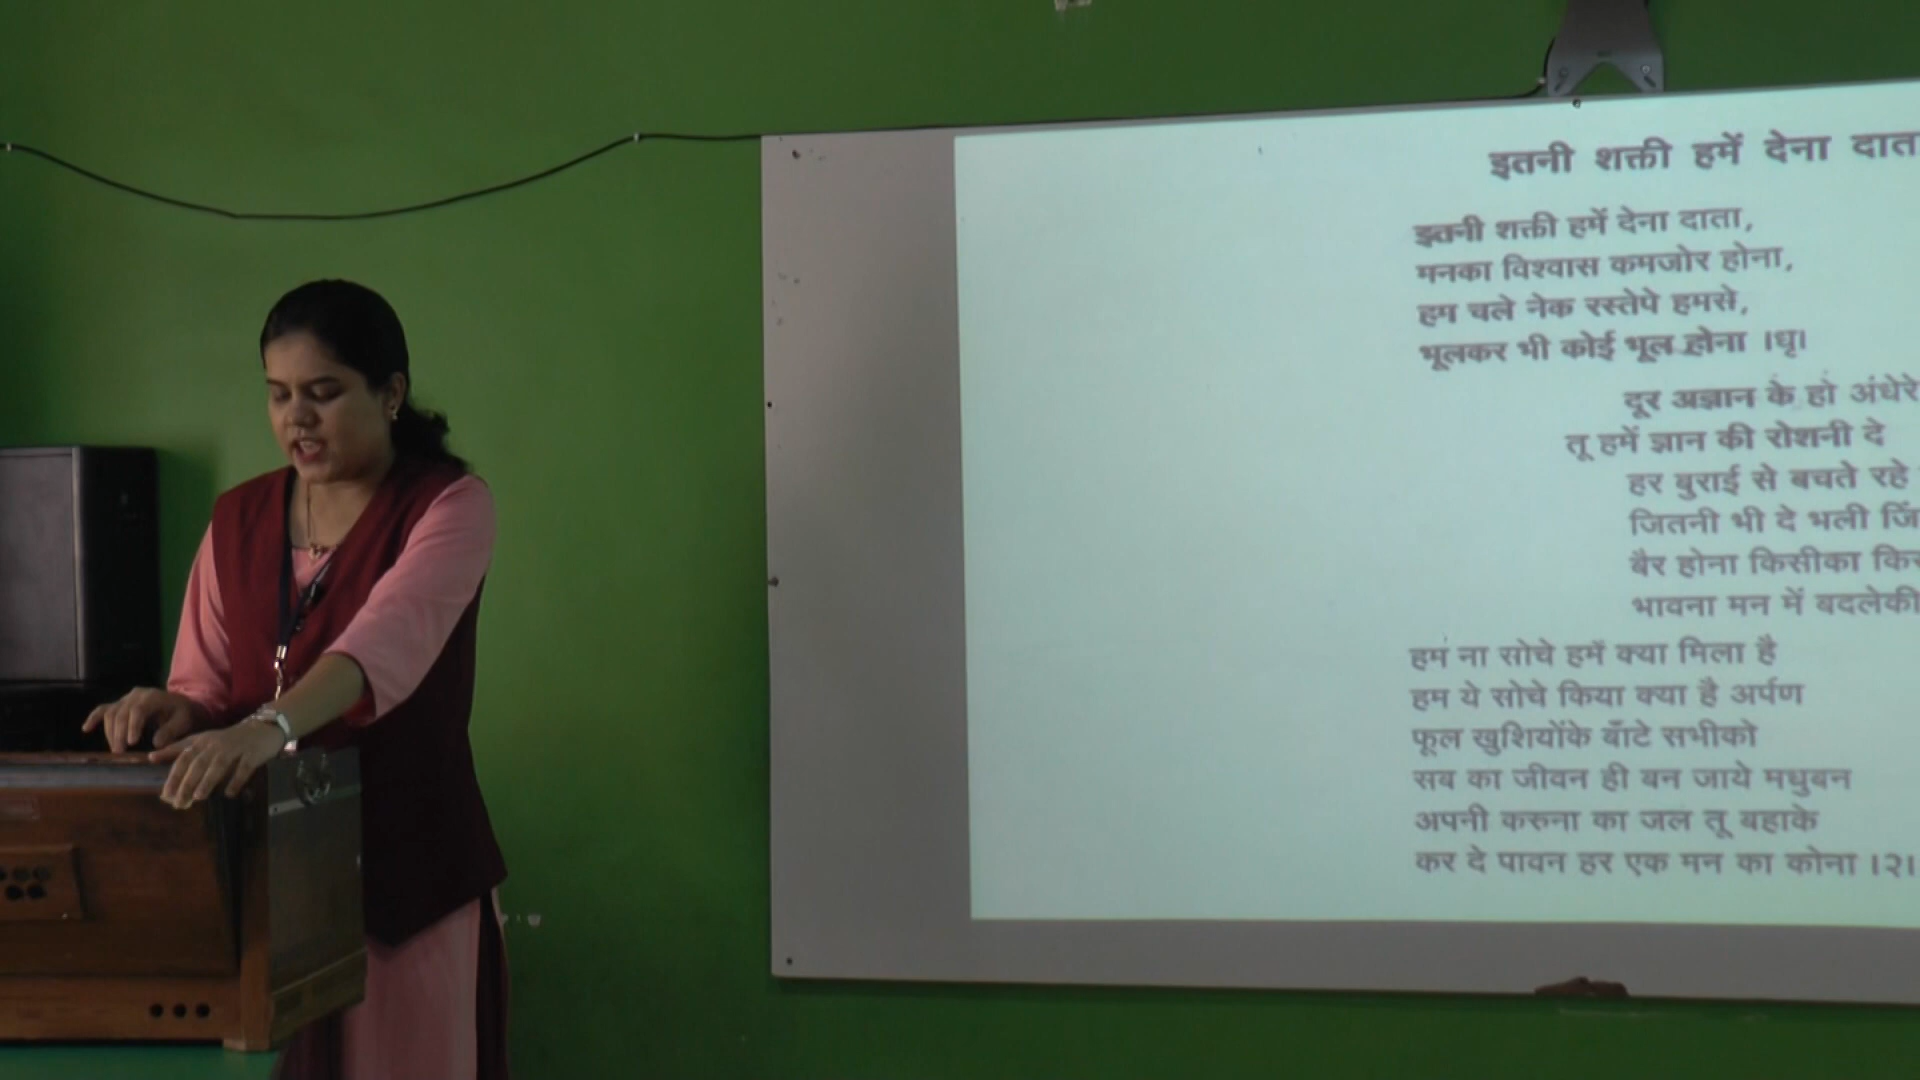 इतनी शक्ती हमें देना दाता
इतनी शक्ती हमें देना दाता,
मनका विश्वास कमजोर होना,
हम चले नेक रस्तेपे हमसे,
भूलकर भी कोई भूल होना ।धृ।
दूर अज्ञान के हो अंधेरे
तू हमें ज्ञान की रोशनी दे
हर बुराई से बचते रहे
जितनी भी दे भली
बैर होना किसीका
भावना मन में बदलेकी
हम ना सोचे हमें क्या मिला है
हम ये सोचे किया क्या है अर्पण
फूल खुशियोंके बाँटे सभीको
सब का जीवन ही बन जाये मधुबन
अपनी करुना का जल तू बहाके
कर दे पावन हर एक मन का कोना ।२।